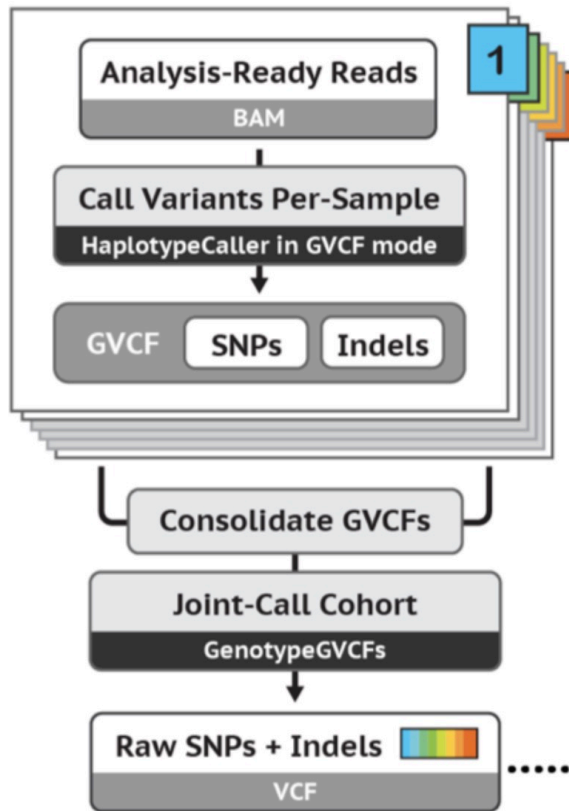 1
Analysis-Ready Reads
BAM
Call Variants Per-Sample
HaplotypeCaller in GVCF mode
GVCF SNPs Indels
Consolidate GVCFs
Joint-Call Cohort
GenotypeGVCFs
Raw SNPs + Indels
VCF